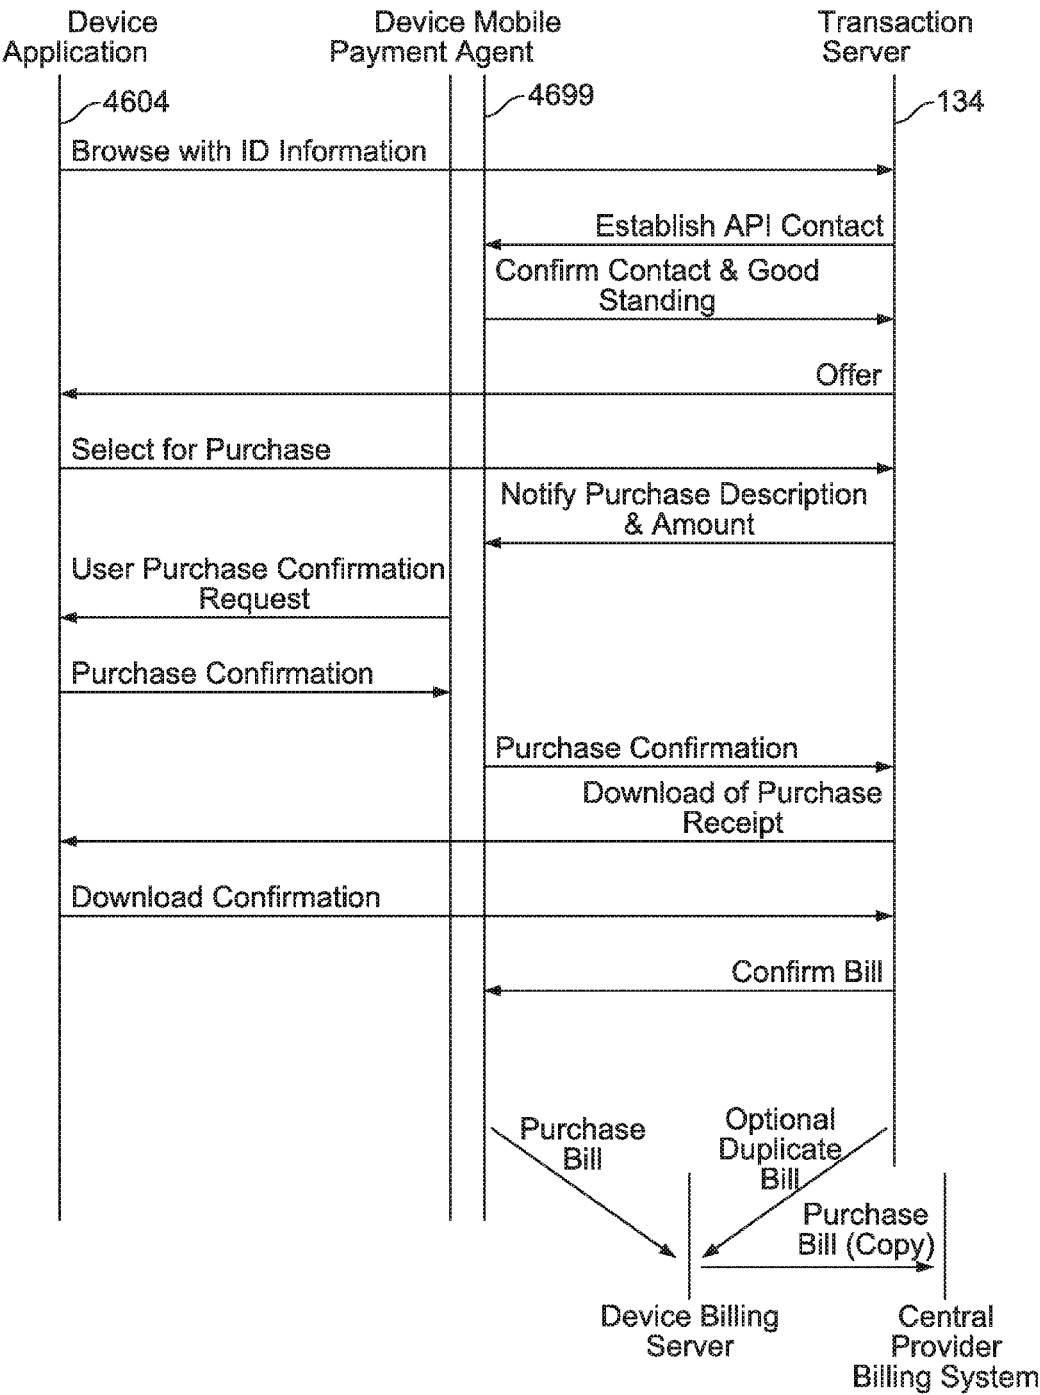 Device
Application
Device Mobile
Payment Agent
Transaction
Server
4604
4699
134
Browse with ID Information
Establish API Contact
Confirm Contact & Good
Standing
Offer
Select for Purchase
Notify Purchase Description
& Amount
User Purchase Confirmation
Request
Purchase Confirmation
Purchase Confirmation
Download of Purchase
Receipt
Download Confirmation
Confirm Bill
Purchase
Bill
Optional
Duplicate
Bill
Purchase
Bill (Copy)
Device Billing
Server
Central
Provider
Billing System